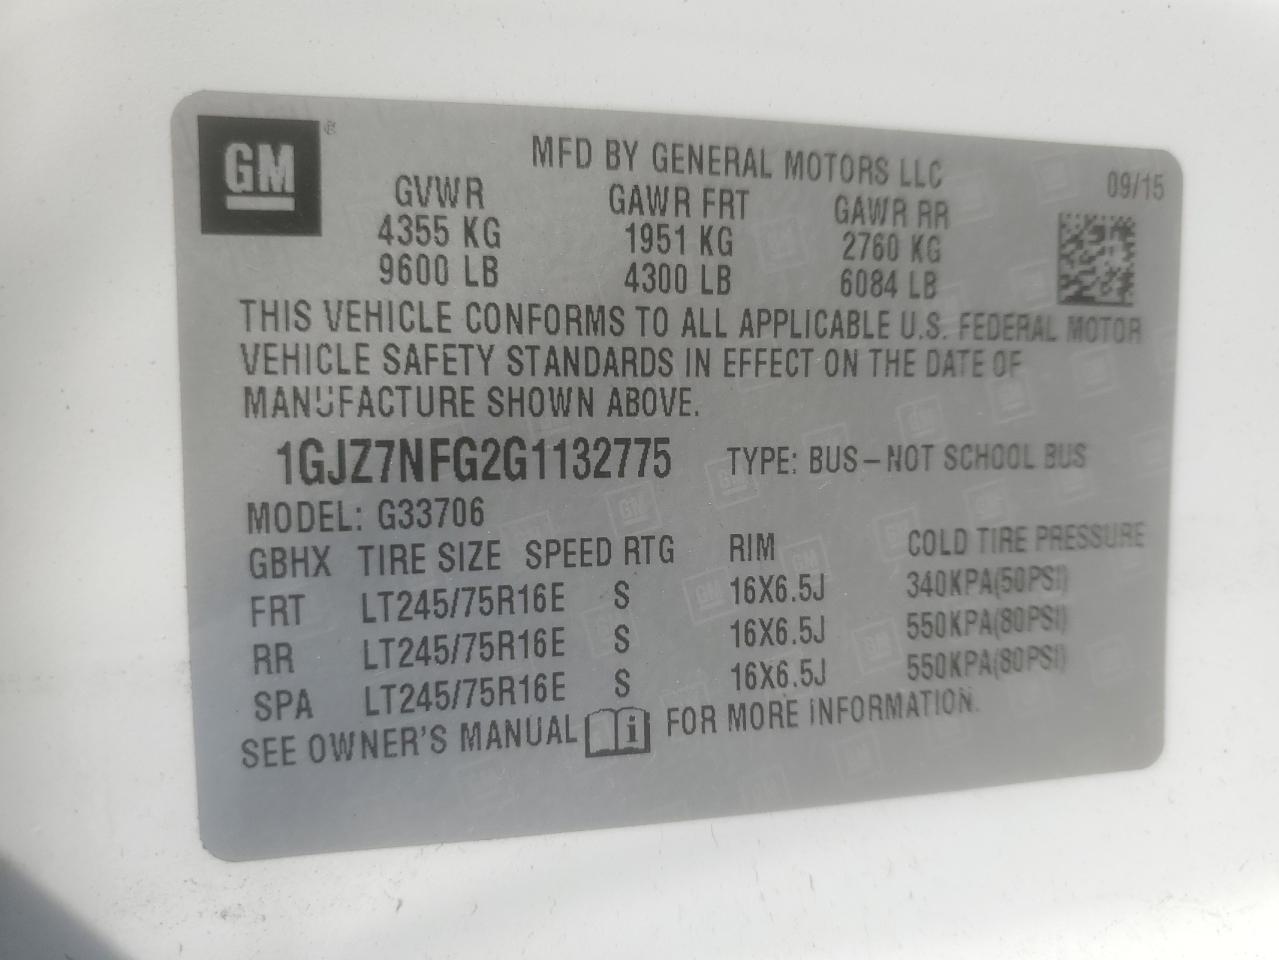 GM
MFD BY GENERAL MOTORS LLC 09/15
GVWR GAWR FRT GAWR RR
4355 KG 1951 KG 2760 KG
9600 LB 4300 LB 6084 LB
THIS VEHICLE CONFORMS TO ALL APPLICABLE U.S. FEDERAL MOTOR
VEHICLE SAFETY STANDARDS IN EFFECT ON THE DATE OF
MANUFACTURE SHOWN ABOVE.
1GJZ7NFG2G1132775 TYPE: BUS–NOT SCHOOL BUS
MODEL: G33706
GBHX TIRE SIZE SPEED RTG RIM COLD TIRE PRESSURE
FRT LT245/75R16E S 16X6.5J 340KPA(50PSI)
RR LT245/75R16E S 16X6.5J 550KPA(80PSI)
SPA LT245/75R16E S 16X6.5J 550KPA(80PSI)
SEE OWNER'S MANUAL i FOR MORE INFORMATION.